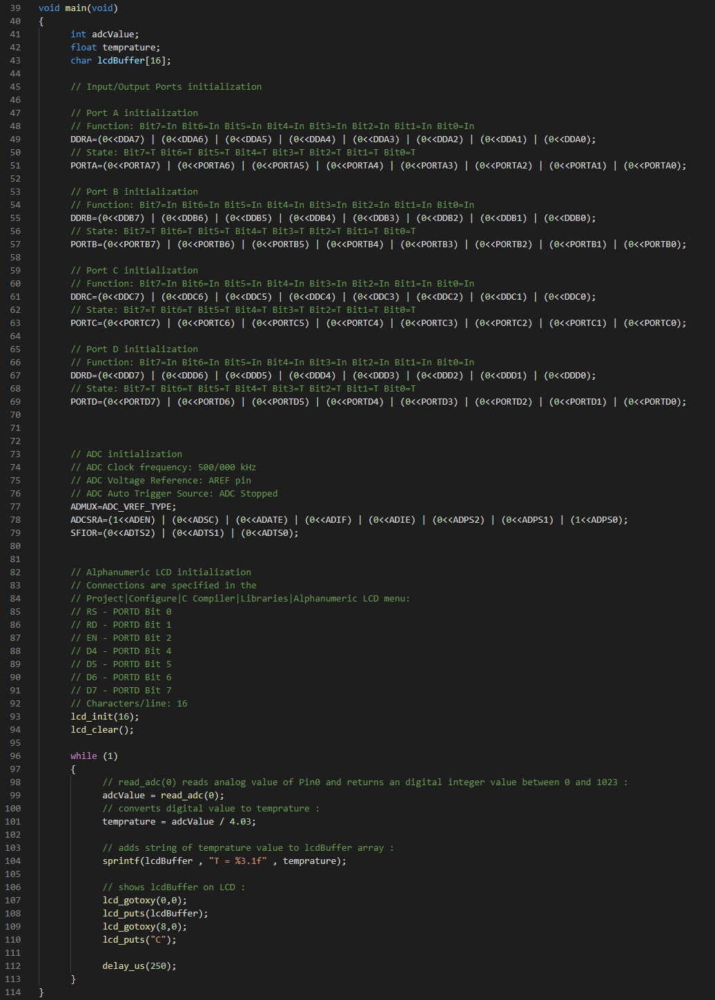 39 void main(void)
40 {
41 int adcValue;
42 float temprature;
43 char lcdBuffer[16];
44
45 // Input/Output Ports initialization
46
47 // Port A initialization
48 // Function: Bit7=In Bit6=In Bit5=In Bit4=In Bit3=In Bit2=In Bit1=In Bit0=In
49 DDRA=(0<<DDA7) | (0<<DDA6) | (0<<DDA5) | (0<<DDA4) | (0<<DDA3) | (0<<DDA2) | (0<<DDA1) | (0<<DDA0);
50 // State: Bit7=T Bit6=T Bit5=T Bit4=T Bit3=T Bit2=T Bit1=T Bit0=T
51 PORTA=(0<<PORTA7) | (0<<PORTA6) | (0<<PORTA5) | (0<<PORTA4) | (0<<PORTA3) | (0<<PORTA2) | (0<<PORTA1) | (0<<PORTA0);
52
53 // Port B initialization
54 // Function: Bit7=In Bit6=In Bit5=In Bit4=In Bit3=In Bit2=In Bit1=In Bit0=In
55 DDRB=(0<<DDB7) | (0<<DDB6) | (0<<DDB5) | (0<<DDB4) | (0<<DDB3) | (0<<DDB2) | (0<<DDB1) | (0<<DDB0);
56 // State: Bit7=T Bit6=T Bit5=T Bit4=T Bit3=T Bit2=T Bit1=T Bit0=T
57 PORTB=(0<<PORTB7) | (0<<PORTB6) | (0<<PORTB5) | (0<<PORTB4) | (0<<PORTB3) | (0<<PORTB2) | (0<<PORTB1) | (0<<PORTB0);
58
59 // Port C initialization
60 // Function: Bit7=In Bit6=In Bit5=In Bit4=In Bit3=In Bit2=In Bit1=In Bit0=In
61 DDRC=(0<<DDC7) | (0<<DDC6) | (0<<DDC5) | (0<<DDC4) | (0<<DDC3) | (0<<DDC2) | (0<<DDC1) | (0<<DDC0);
62 // State: Bit7=T Bit6=T Bit5=T Bit4=T Bit3=T Bit2=T Bit1=T Bit0=T
63 PORTC=(0<<PORTC7) | (0<<PORTC6) | (0<<PORTC5) | (0<<PORTC4) | (0<<PORTC3) | (0<<PORTC2) | (0<<PORTC1) | (0<<PORTC0);
64
65 // Port D initialization
66 // Function: Bit7=In Bit6=In Bit5=In Bit4=In Bit3=In Bit2=In Bit1=In Bit0=In
67 DDRD=(0<<DDD7) | (0<<DDD6) | (0<<DDD5) | (0<<DDD4) | (0<<DDD3) | (0<<DDD2) | (0<<DDD1) | (0<<DDD0);
68 // State: Bit7=T Bit6=T Bit5=T Bit4=T Bit3=T Bit2=T Bit1=T Bit0=T
69 PORTD=(0<<PORTD7) | (0<<PORTD6) | (0<<PORTD5) | (0<<PORTD4) | (0<<PORTD3) | (0<<PORTD2) | (0<<PORTD1) | (0<<PORTD0);
70
71
72
73 // ADC initialization
74 // ADC Clock frequency: 500/000 kHz
75 // ADC Voltage Reference: AREF pin
76 // ADC Auto Trigger Source: ADC Stopped
77 ADMUX=ADC_VREF_TYPE;
78 ADCSRA=(1<<ADEN) | (0<<ADSC) | (0<<ADATE) | (0<<ADIF) | (0<<ADIE) | (0<<ADPS2) | (0<<ADPS1) | (1<<ADPS0);
79 SFIOR=(0<<ADTS2) | (0<<ADTS1) | (0<<ADTS0);
80
81
82 // Alphanumeric LCD initialization
83 // Connections are specified in the
84 // Project|Configure|C Compiler|Libraries|Alphanumeric LCD menu:
85 // RS - PORTD Bit 0
86 // RD - PORTD Bit 1
87 // EN - PORTD Bit 2
88 // D4 - PORTD Bit 4
89 // D5 - PORTD Bit 5
90 // D6 - PORTD Bit 6
91 // D7 - PORTD Bit 7
92 // Characters/line: 16
93 lcd_init(16);
94 lcd_clear();
95
96 while (1)
97 {
98 // read_adc(0) reads analog value of Pin0 and returns an digital integer value between 0 and 1023 :
99 adcValue = read_adc(0);
100 // converts digital value to temprature :
101 temprature = adcValue / 4.03;
102
103 // adds string of temprature value to lcdBuffer array :
104 sprintf(lcdBuffer , "T = %3.1f" , temprature);
105
106 // shows lcdBuffer on LCD :
107 lcd_gotoxy(0,0);
108 lcd_puts(lcdBuffer);
109 lcd_gotoxy(8,0);
110 lcd_puts("C");
111
112 delay_us(250);
113 }
114 }